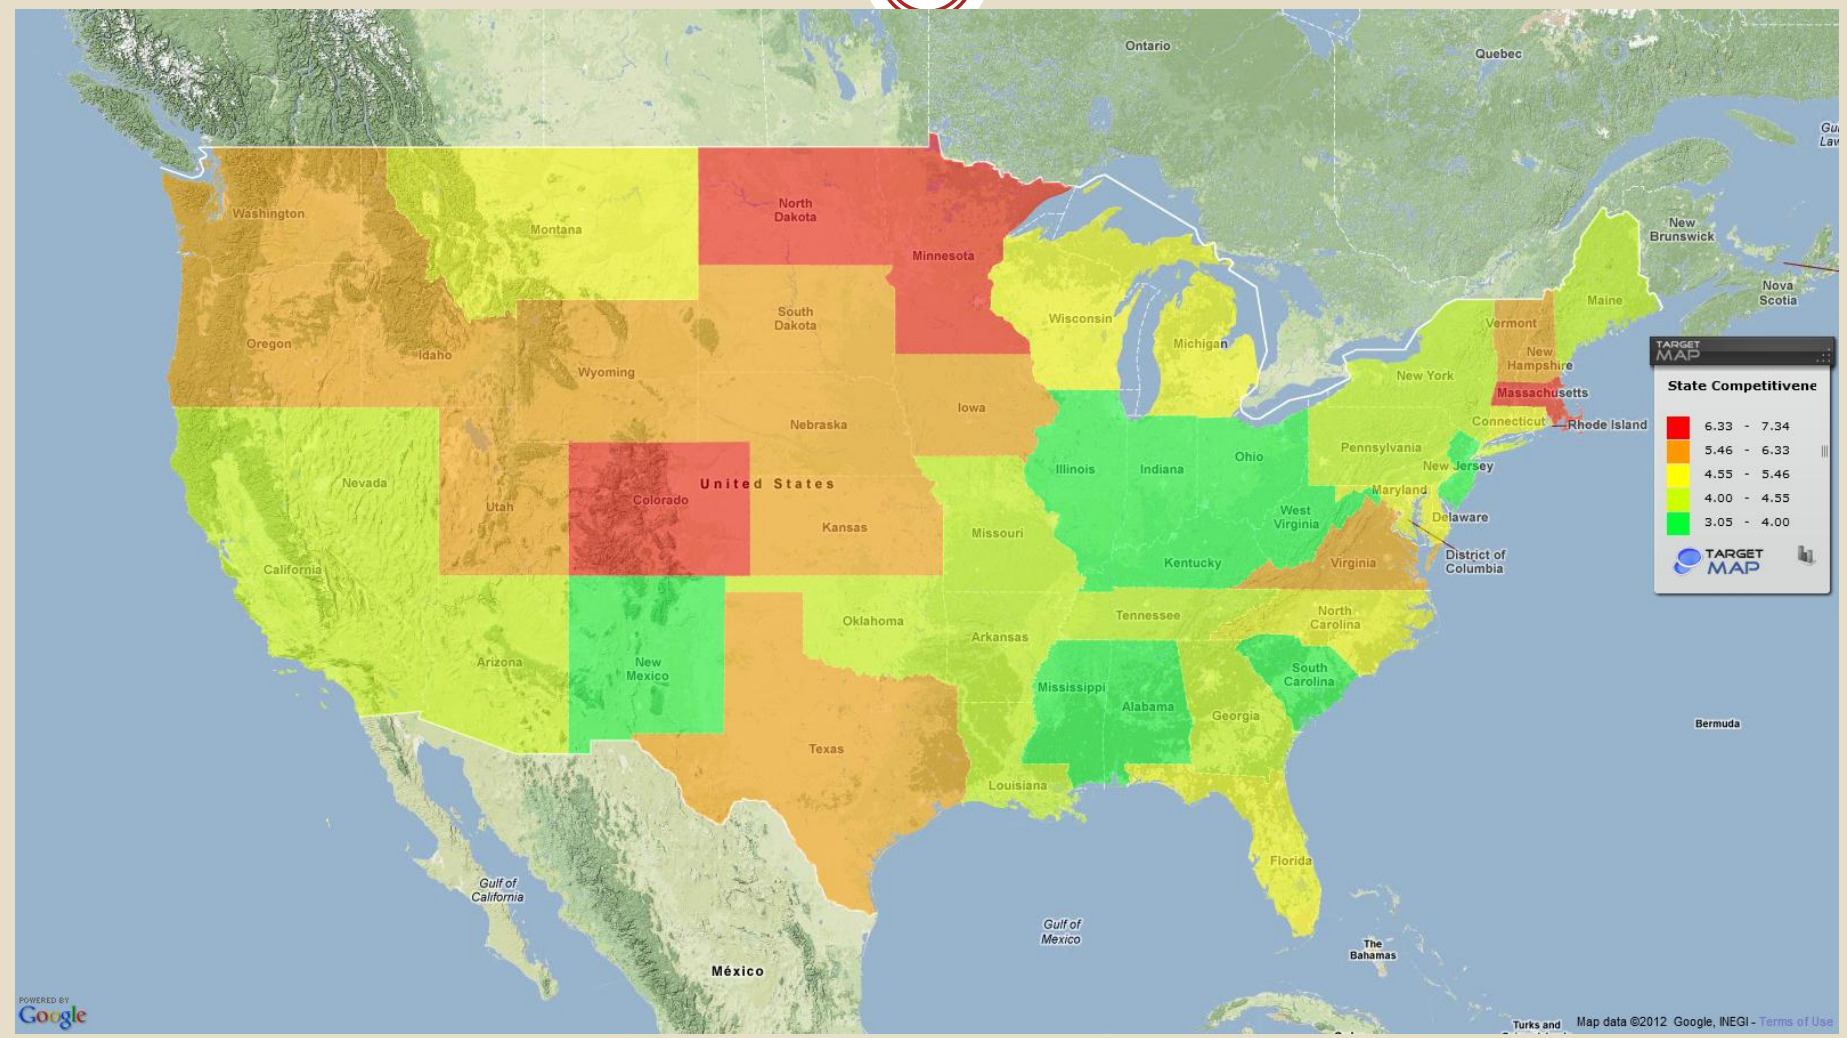 Ontario
Quebec
Gu
Law
Washington
Montana
North
Dakota
Minnesota
New
Brunswick
Nova
Scotia
Maine
Oregon
Idaho
Wyoming
South
Dakota
Wisconsin
Michigan
Vermont
New
Hampshire
New York
Massachusetts
Connecticut
Rhode Island
Iowa
Nebraska
Pennsylvania
New Jersey
Nevada
Utah
Colorado
United States
Kansas
Illinois
Indiana
Ohio
West
Virginia
Maryland
Delaware
District of
Columbia
Missouri
Kentucky
Virginia
California
Arizona
New
Mexico
Oklahoma
Arkansas
Tennessee
North
Carolina
South
Carolina
Mississippi
Alabama
Georgia
Texas
Louisiana
Florida
Bermuda
Gulf of
California
Gulf of
Mexico
The
Bahamas
México
Turks and
TARGET
MAP
State Competitivene
6.33 - 7.34
5.46 - 6.33
4.55 - 5.46
4.00 - 4.55
3.05 - 4.00
TARGET
MAP
POWERED BY
Google
Map data ©2012 Google, INEGI - Terms of Use